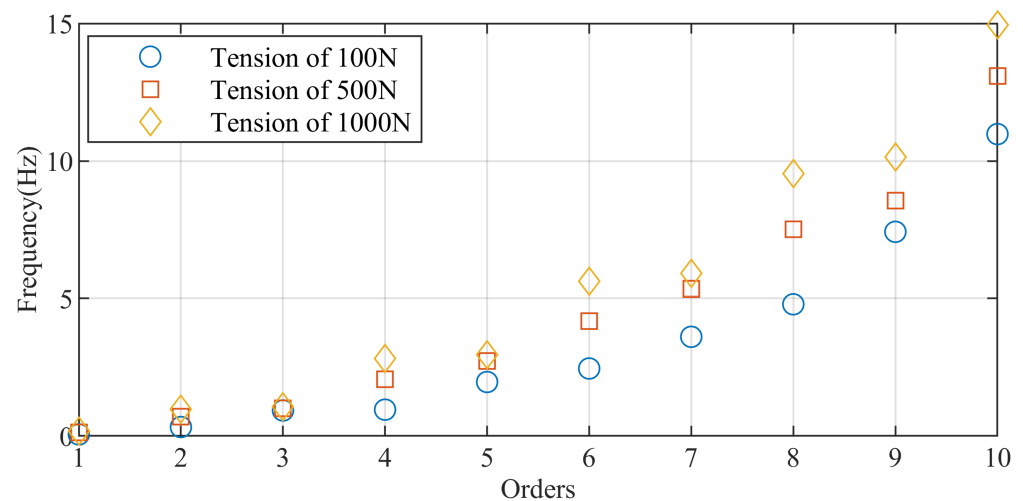 15
10
5
0
Frequency(Hz)
Tension of 100N
Tension of 500N
Tension of 1000N
1 2 3 4 5 6 7 8 9 10
Orders